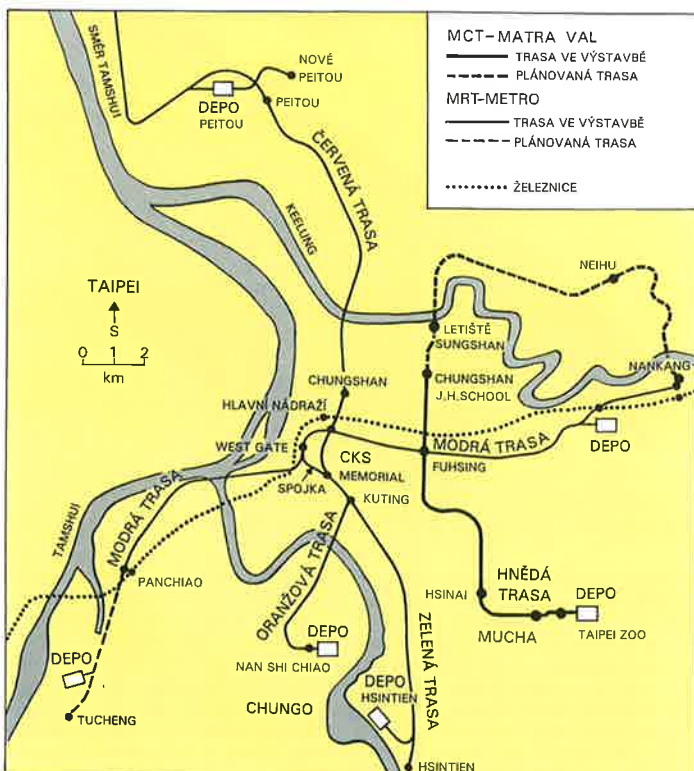 MCT–MATRA VAL
TRASA VE VÝSTAVBĚ
PLÁNOVANÁ TRASA
MRT–METRO
TRASA VE VÝSTAVBĚ
PLÁNOVANÁ TRASA
ŽELEZNICE
SMĚR TAMSHUI
NOVÉ
PEITOU
DEPO
PEITOU
PEITOU
ČERVENÁ TRASA
KEELUNG
TAIPEI
S
0 1 2
km
NEIHU
LETIŠTĚ
SUNGSHAN
NANKANG
CHUNGSHAN
J.H.SCHOOL
CHUNGSHAN
HLAVNÍ NÁDRAŽÍ
WEST GATE
MODRÁ TRASA
DEPO
FUHSING
CKS
MEMORIAL
SPOJKA
KUTING
TAMSHUI
MODRÁ TRASA
PANCHIAO
ORANŽOVÁ TRASA
ZELENÁ TRASA
HSINAI
HNĚDÁ
TRASA
DEPO
MUCHA
TAIPEI ZOO
DEPO
NAN SHI CHIAO
DEPO
TUCHENG
CHUNGO
DEPO
HSINTIEN
HSINTIEN